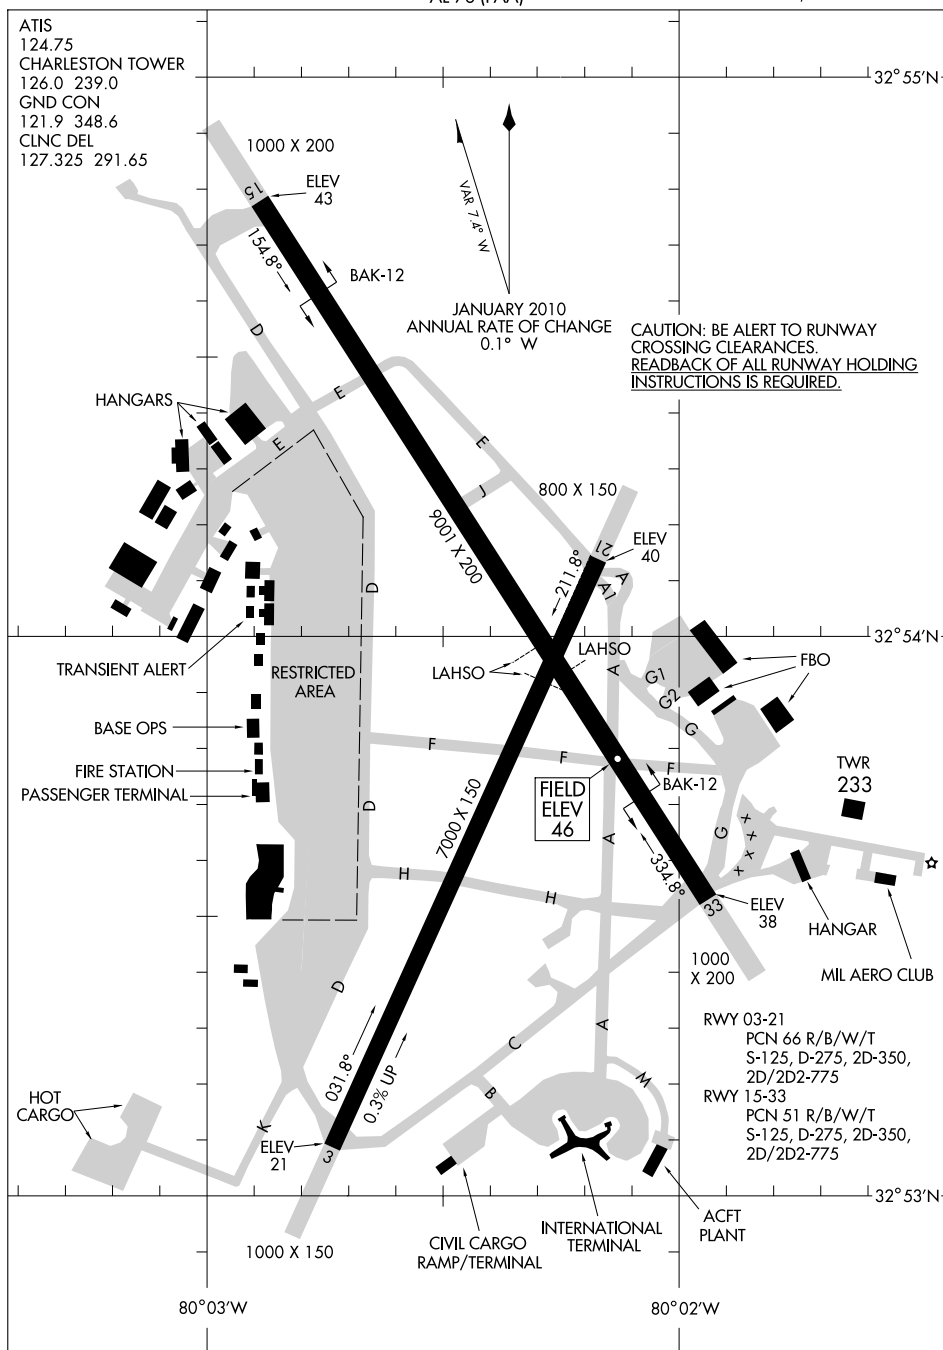 ATIS
124.75
CHARLESTON TOWER
126.0 239.0
GND CON
121.9 348.6
CLNC DEL
127.325 291.65
32°55'N
1000 X 200
15
ELEV
43
154.8°
BAK-12
VAR 7.4° W
JANUARY 2010
ANNUAL RATE OF CHANGE
0.1° W
CAUTION: BE ALERT TO RUNWAY
CROSSING CLEARANCES.
READBACK OF ALL RUNWAY HOLDING
INSTRUCTIONS IS REQUIRED.
D
E
HANGARS
E
E
J
800 X 150
9001 X 200
21
ELEV
40
211.8°
A
A1
D
32°54'N
TRANSIENT ALERT
RESTRICTED
AREA
LAHSO
LAHSO
A
G1
G2
G
FBO
BASE OPS
F
F
F
FIRE STATION
PASSENGER TERMINAL
D
7000 X 150
FIELD
ELEV
46
BAK-12
TWR
233
A
G
X
X
X
X
334.8°
H
H
33
ELEV
38
HANGAR
MIL AERO CLUB
1000
X 200
D
031.8°
0.3% UP
C
A
RWY 03-21
PCN 66 R/B/W/T
S-125, D-275, 2D-350,
2D/2D2-775
RWY 15-33
PCN 51 R/B/W/T
S-125, D-275, 2D-350,
2D/2D2-775
HOT
CARGO
K
B
M
ELEV
21
3
32°53'N
1000 X 150
CIVIL CARGO
RAMP/TERMINAL
INTERNATIONAL
TERMINAL
ACFT
PLANT
80°03'W
80°02'W